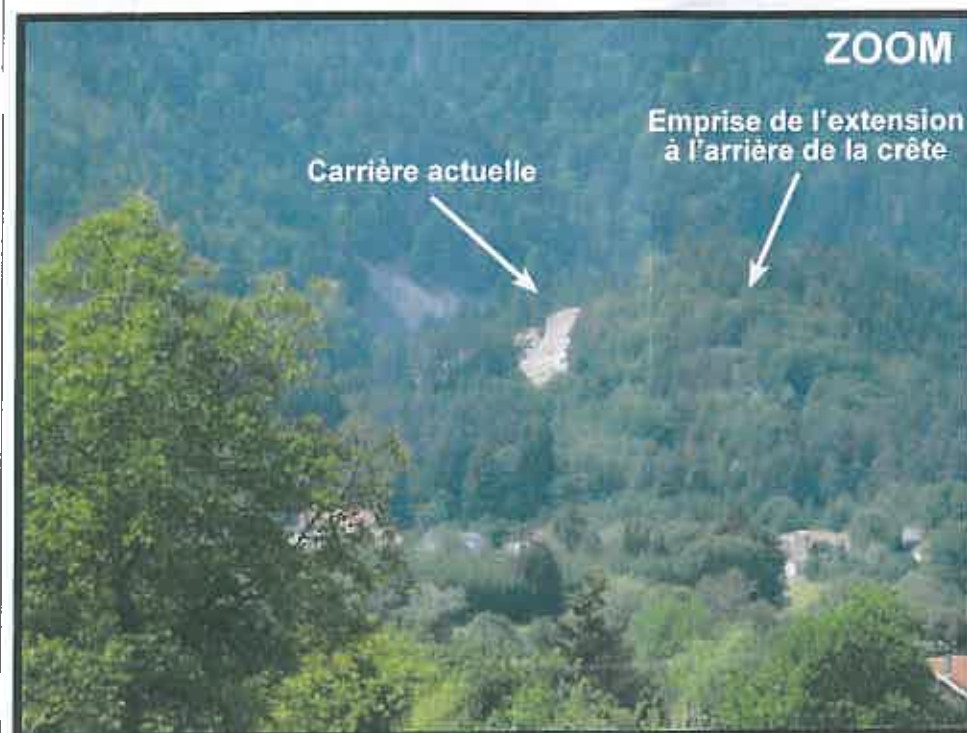 ZOOM
Emprise de l'extension
à l'arrière de la crête
Carrière actuelle